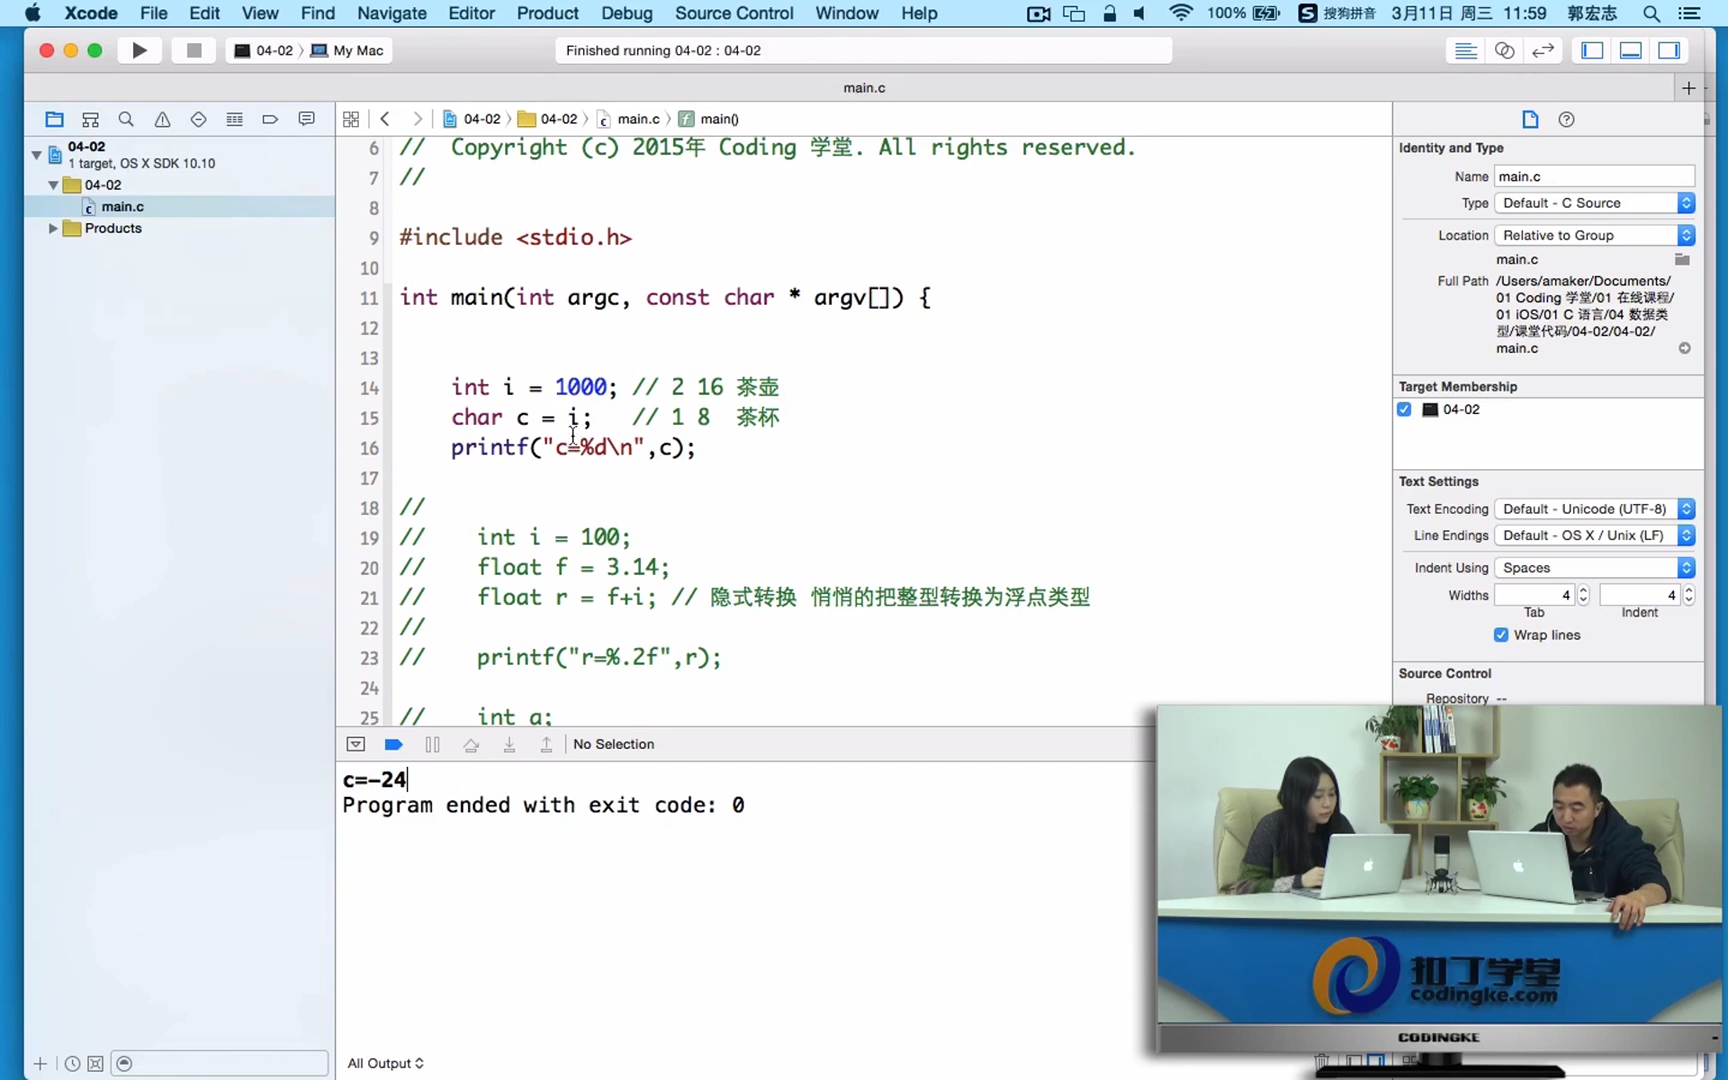 Xcode File Edit View Find Navigate Editor Product Debug Source Control Window Help 100% S 搜狗拼音 3月11日 周三 11:59 郭宏志
04-02 My Mac Finished running 04-02 : 04-02
main.c
04-02 04-02 main.c main()
04-02
1 target, OS X SDK 10.10
04-02
main.c
Products
6 // Copyright (c) 2015年 Coding 学堂. All rights reserved.
7 //
8
9 #include <stdio.h>
10
11 int main(int argc, const char * argv[]) {
12
13
14 int i = 1000; // 2 16 茶壶
15 char c = i; // 1 8 茶杯
16 printf("c=%d\n",c);
17
18 //
19 // int i = 100;
20 // float f = 3.14;
21 // float r = f+i; // 隐式转换 悄悄的把整型转换为浮点类型
22 //
23 // printf("r=%.2f",r);
24
25 // int a;
No Selection
c=-24
Program ended with exit code: 0
All Output
Identity and Type
Name main.c
Type Default - C Source
Location Relative to Group
main.c
Full Path /Users/amaker/Documents/
01 Coding 学堂/01 在线课程/
01 iOS/01 C 语言/04 数据类
型/课堂代码/04-02/04-02/
main.c
Target Membership
04-02
Text Settings
Text Encoding Default - Unicode (UTF-8)
Line Endings Default - OS X / Unix (LF)
Indent Using Spaces
Widths 4 4
Tab Indent
Wrap lines
Source Control
Repository --
扣丁学堂
codingke.com
CODINGKE